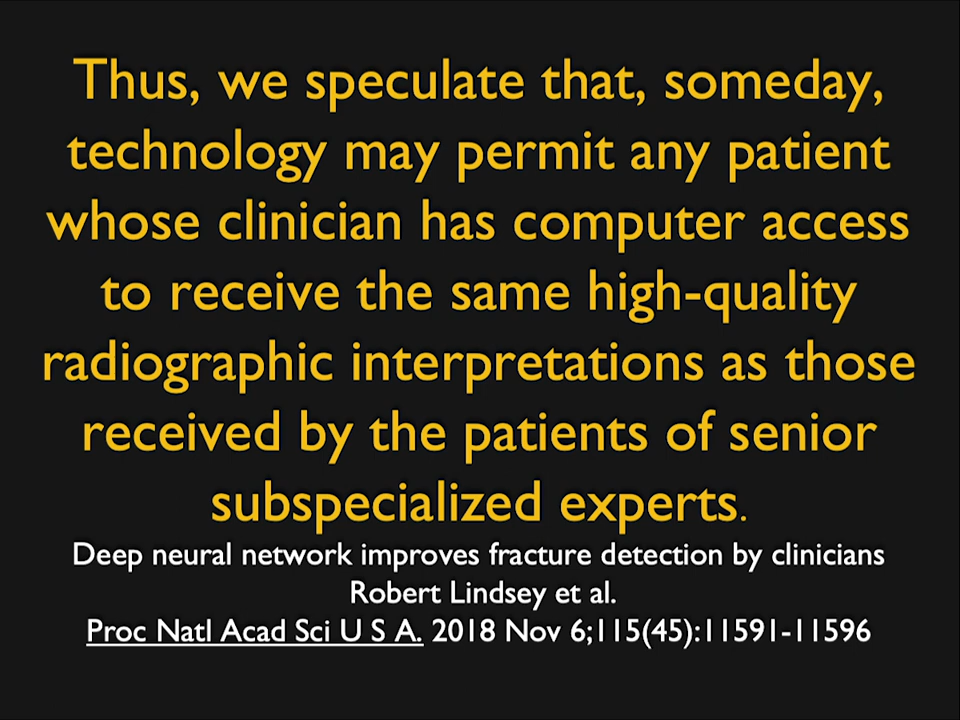 Thus, we speculate that, someday,
technology may permit any patient
whose clinician has computer access
to receive the same high-quality
radiographic interpretations as those
received by the patients of senior
subspecialized experts.
Deep neural network improves fracture detection by clinicians
Robert Lindsey et al.
Proc Natl Acad Sci U S A. 2018 Nov 6;115(45):11591-11596